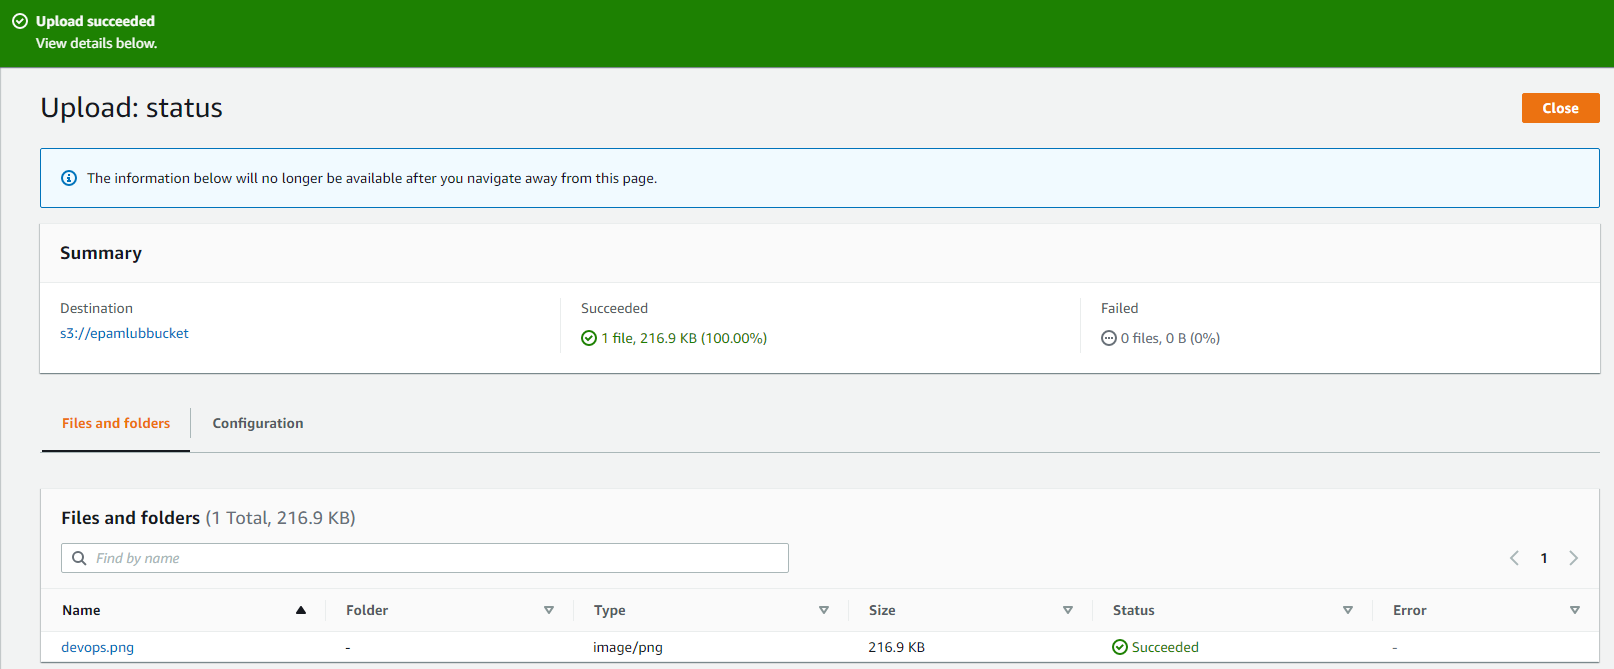 Upload succeeded
View details below.
Upload: status
Close
The information below will no longer be available after you navigate away from this page.
Summary
Destination
s3://epamlubbucket
Succeeded
1 file, 216.9 KB (100.00%)
Failed
0 files, 0 B (0%)
Files and folders
Configuration
Files and folders (1 Total, 216.9 KB)
Find by name
1
Name Folder Type Size Status Error
devops.png - image/png 216.9 KB Succeeded -